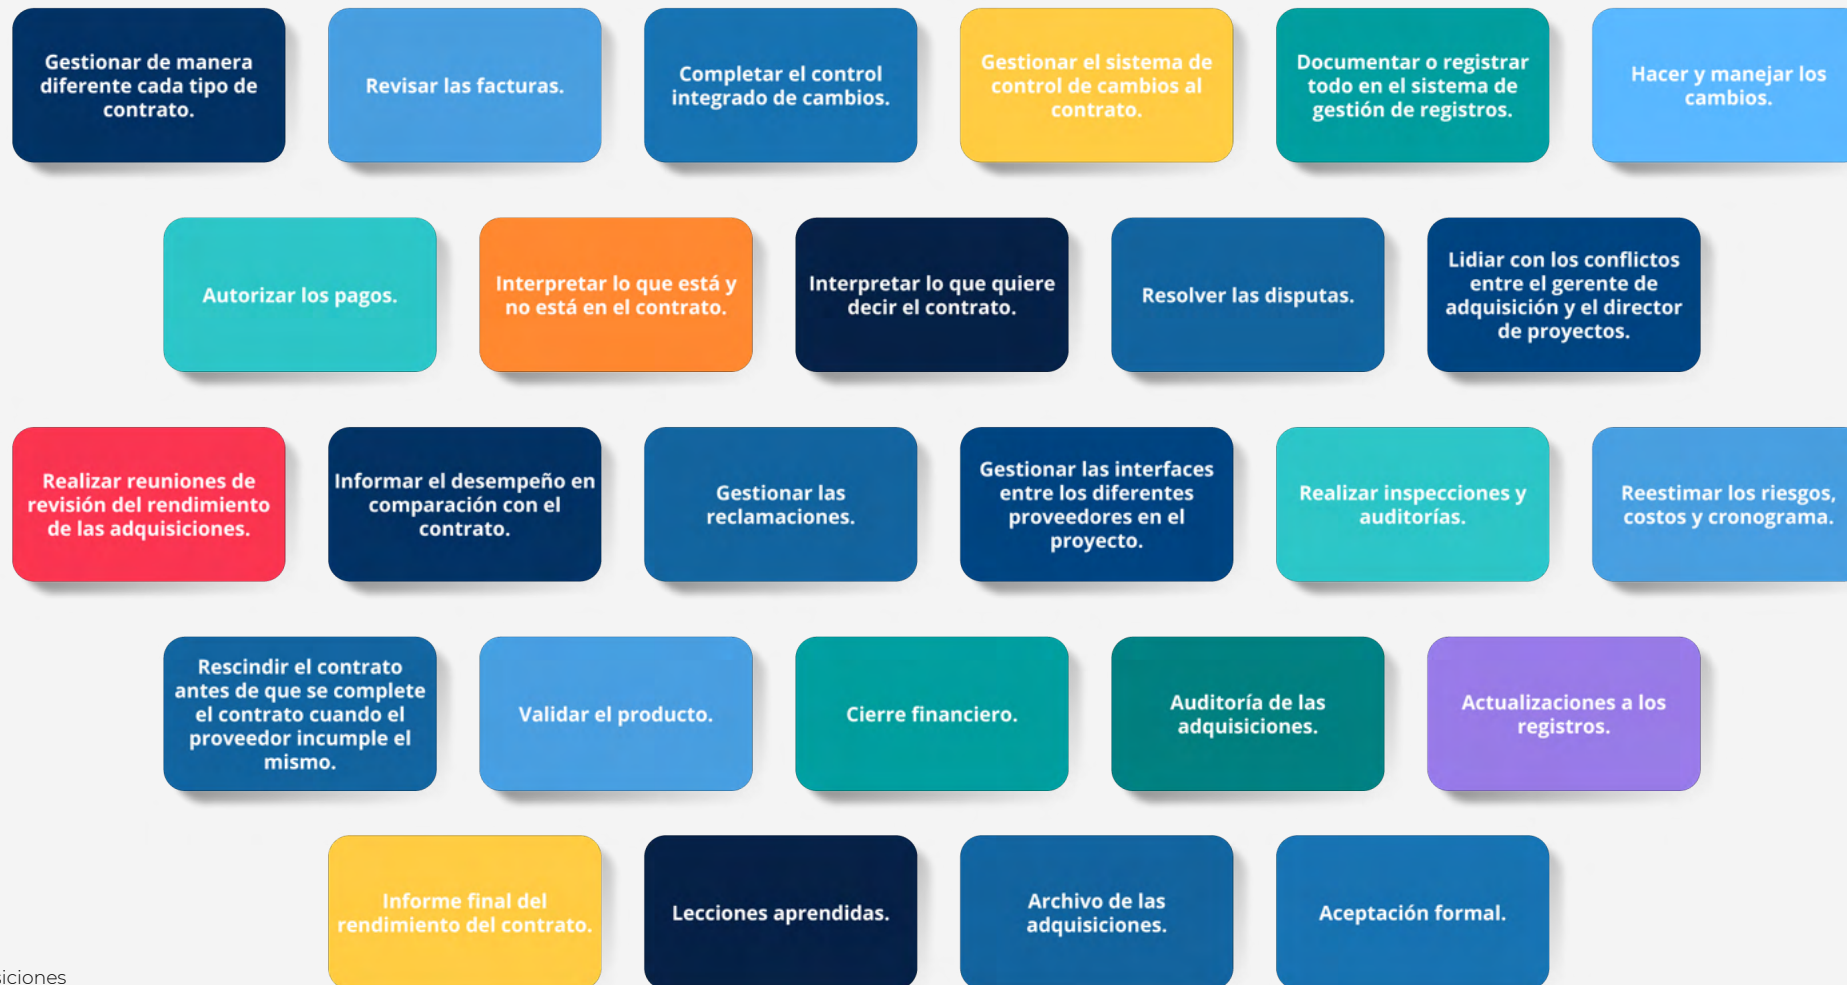 Gestionar de manera
diferente cada tipo de
contrato.
Revisar las facturas.
Completar el control
integrado de cambios.
Gestionar el sistema de
control de cambios al
contrato.
Documentar o registrar
todo en el sistema de
gestión de registros.
Hacer y manejar los
cambios.
Autorizar los pagos.
Interpretar lo que está y
no está en el contrato.
Interpretar lo que quiere
decir el contrato.
Resolver las disputas.
Lidiar con los conflictos
entre el gerente de
adquisición y el director
de proyectos.
Realizar reuniones de
revisión del rendimiento
de las adquisiciones.
Informar el desempeño en
comparación con el
contrato.
Gestionar las
reclamaciones.
Gestionar las interfaces
entre los diferentes
proveedores en el
proyecto.
Realizar inspecciones y
auditorías.
Reestimar los riesgos,
costos y cronograma.
Rescindir el contrato
antes de que se complete
el contrato cuando el
proveedor incumple el
mismo.
Validar el producto.
Cierre financiero.
Auditoría de las
adquisiciones.
Actualizaciones a los
registros.
Informe final del
rendimiento del contrato.
Lecciones aprendidas.
Archivo de las
adquisiciones.
Aceptación formal.